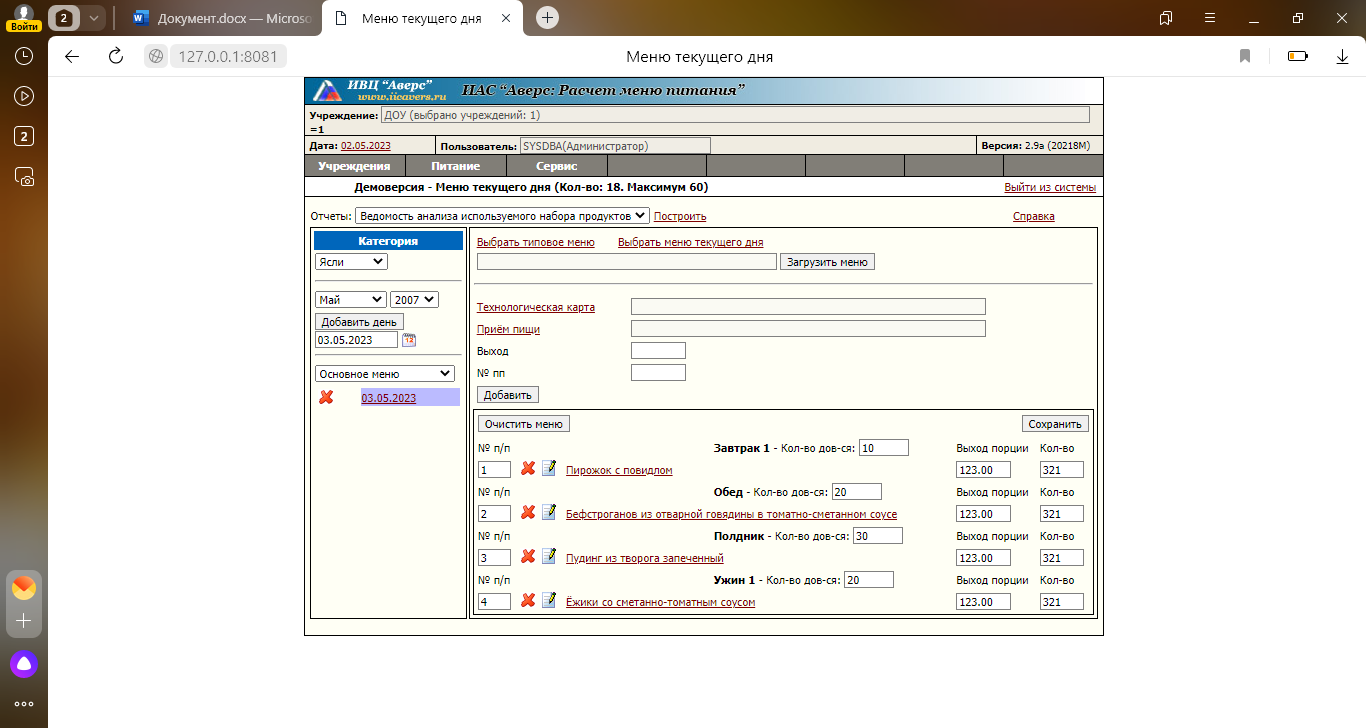 2
Документ.docx — Microso
Меню текущего дня
Войти
127.0.0.1:8081
Меню текущего дня
2
ИВЦ “Аверс”
www.iicavers.ru
ИАС “Аверс: Расчет меню питания”
Учреждение: ДОУ (выбрано учреждений: 1)
=1
Дата: 02.05.2023 Пользователь: SYSDBA(Администратор) Версия: 2.9a (20218M)
Учреждения Питание Сервис
Демоверсия - Меню текущего дня (Кол-во: 18. Максимум 60) Выйти из системы
Отчеты: Ведомость анализа используемого набора продуктов Построить Справка
Категория
Ясли
Май 2007
Добавить день
03.05.2023 12
Основное меню
03.05.2023
Выбрать типовое меню Выбрать меню текущего дня
Загрузить меню
Технологическая карта
Приём пищи
Выход
№ пп
Добавить
Очистить меню Сохранить
№ п/п Завтрак 1 - Кол-во дов-ся: 10 Выход порции Кол-во
1 Пирожок с повидлом 123.00 321
№ п/п Обед - Кол-во дов-ся: 20 Выход порции Кол-во
2 Бефстроганов из отварной говядины в томатно-сметанном соусе 123.00 321
№ п/п Полдник - Кол-во дов-ся: 30 Выход порции Кол-во
3 Пудинг из творога запеченный 123.00 321
№ п/п Ужин 1 - Кол-во дов-ся: 20 Выход порции Кол-во
4 Ёжики со сметанно-томатным соусом 123.00 321